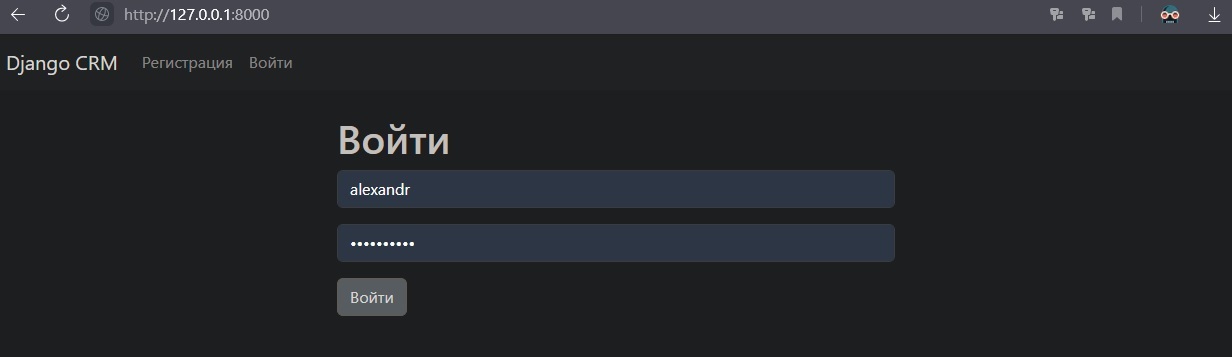 http://127.0.0.1:8000
Django CRM Регистрация Войти
Войти
alexandr
••••••••••
Войти